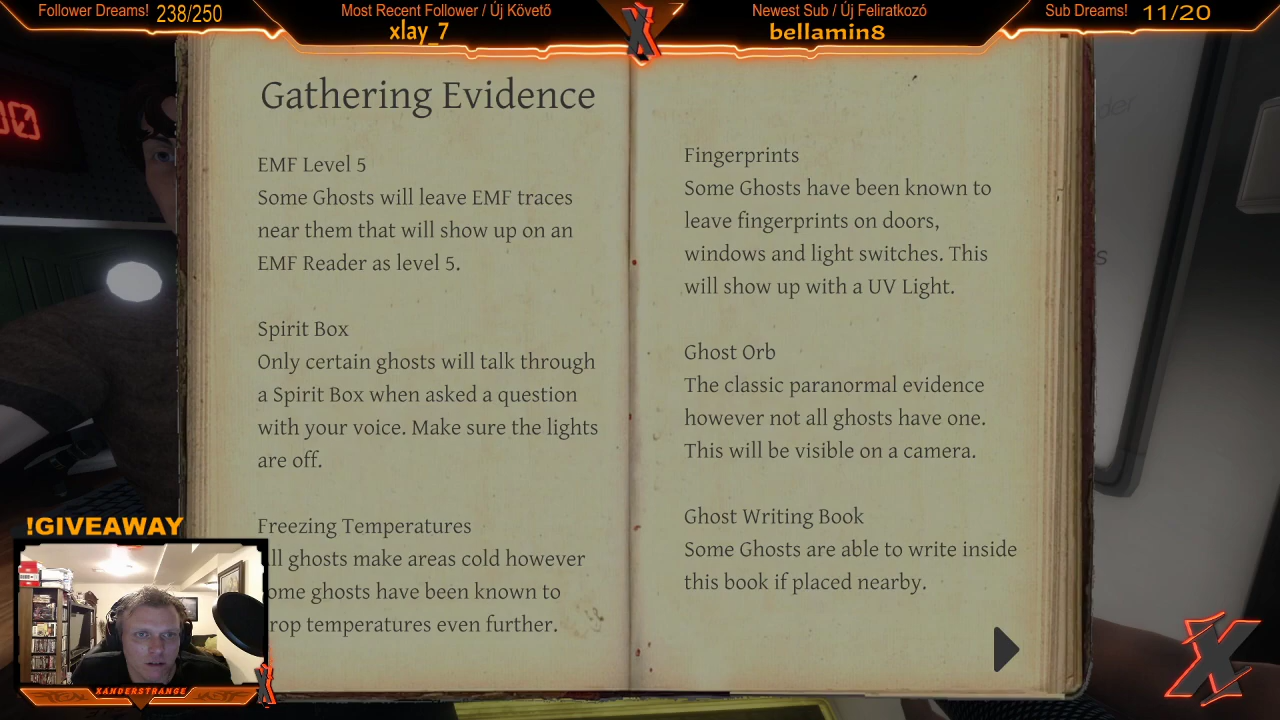 Follower Dreams! 238/250
Most Recent Follower / Új Követő
xlay_7
Newest Sub / Új Feliratkozó
bellamin8
Sub Dreams! 11/20
Gathering Evidence
EMF Level 5
Some Ghosts will leave EMF traces
near them that will show up on an
EMF Reader as level 5.
Spirit Box
Only certain ghosts will talk through
a Spirit Box when asked a question
with your voice. Make sure the lights
are off.
Freezing Temperatures
ll ghosts make areas cold however
ome ghosts have been known to
rop temperatures even further.
Fingerprints
Some Ghosts have been known to
leave fingerprints on doors,
windows and light switches. This
will show up with a UV Light.
Ghost Orb
The classic paranormal evidence
however not all ghosts have one.
This will be visible on a camera.
Ghost Writing Book
Some Ghosts are able to write inside
this book if placed nearby.
!GIVEAWAY
XANDERSTRANGE
X
X
X